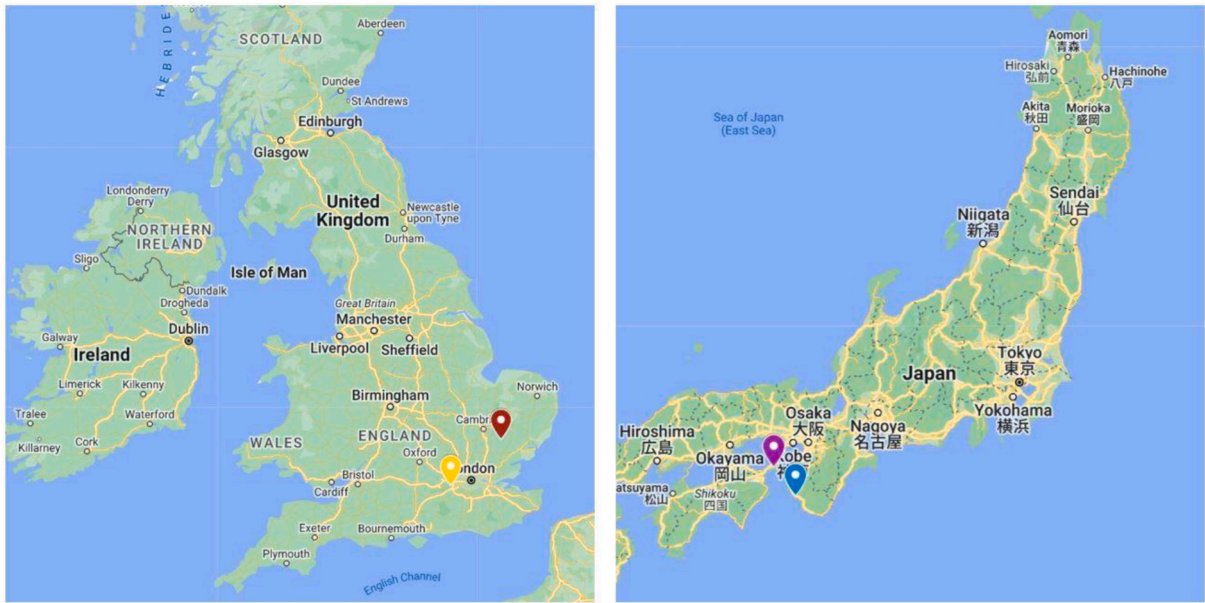 HEBRIDE
SCOTLAND
Aberdeen
Dundee
St Andrews
Edinburgh
Glasgow
Londonderry
Derry
United
Kingdom
Newcastle
upon Tyne
NORTHERN
IRELAND
Durham
Sligo
Isle of Man
Dundalk
Drogheda
Great Britain
Manchester
Dublin
Galway
Ireland
Liverpool
Sheffield
Limerick
Kilkenny
Norwich
Birmingham
Tralee
Waterford
Cambr
Killarney
Cork
WALES
ENGLAND
Oxford
ondon
Bristol
Cardiff
Exeter
Bournemouth
Plymouth
English Channel
Aomori
青森
Hirosaki
弘前
Hachinohe
八戸
Sea of Japan
(East Sea)
Akita
秋田
Morioka
盛岡
Sendai
仙台
Niigata
新潟
Tokyo
東京
Japan
Yokohama
横浜
Osaka
大阪
Nagoya
名古屋
Hiroshima
広島
Okayama
岡山
obe
atsuyama
松山
Shikoku
四国